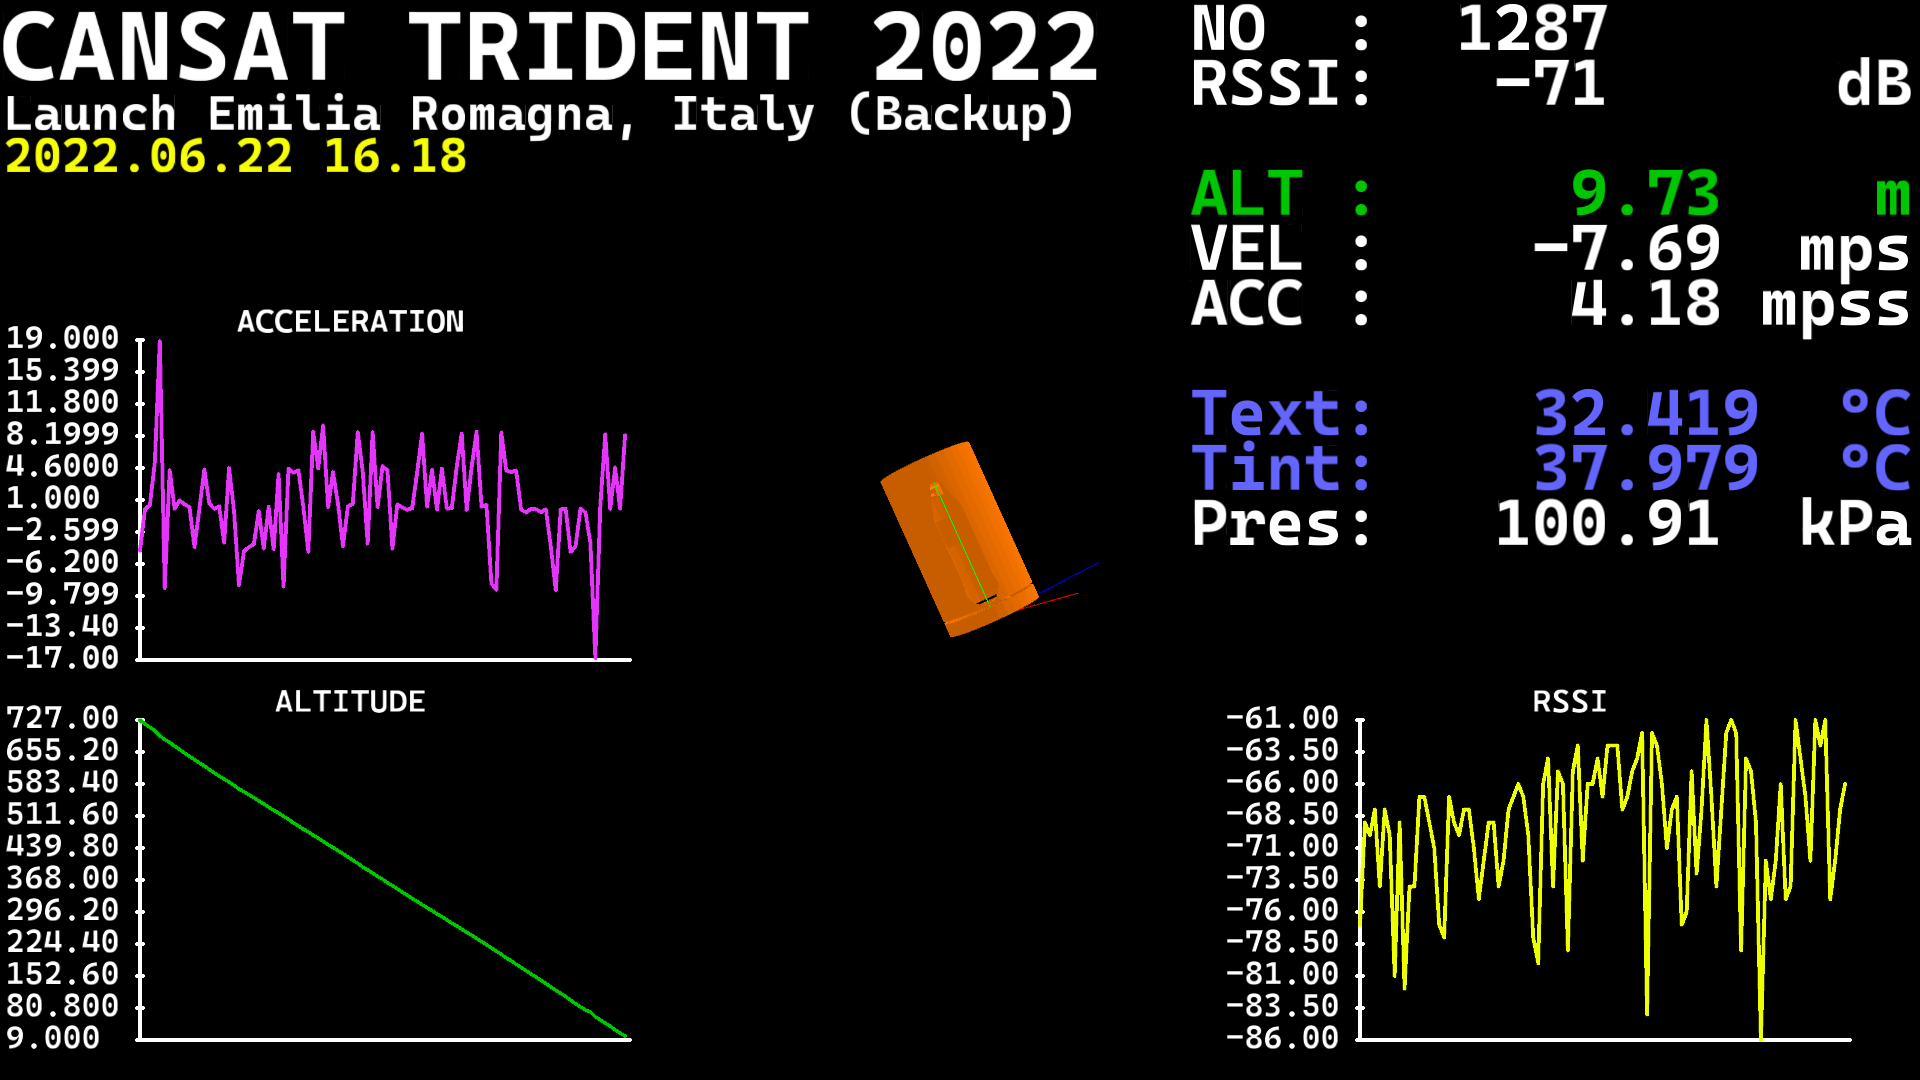 CANSAT TRIDENT 2022
Launch Emilia Romagna, Italy (Backup)
2022.06.22 16.18
NO : 1287
RSSI: -71 dB
ALT : 9.73 m
VEL : -7.69 mps
ACC : 4.18 mpss
Text: 32.419 °C
Tint: 37.979 °C
Pres: 100.91 kPa
ACCELERATION
19.000
15.399
11.800
8.1999
4.6000
1.000
-2.599
-6.200
-9.799
-13.40
-17.00
ALTITUDE
727.00
655.20
583.40
511.60
439.80
368.00
296.20
224.40
152.60
80.800
9.000
RSSI
-61.00
-63.50
-66.00
-68.50
-71.00
-73.50
-76.00
-78.50
-81.00
-83.50
-86.00